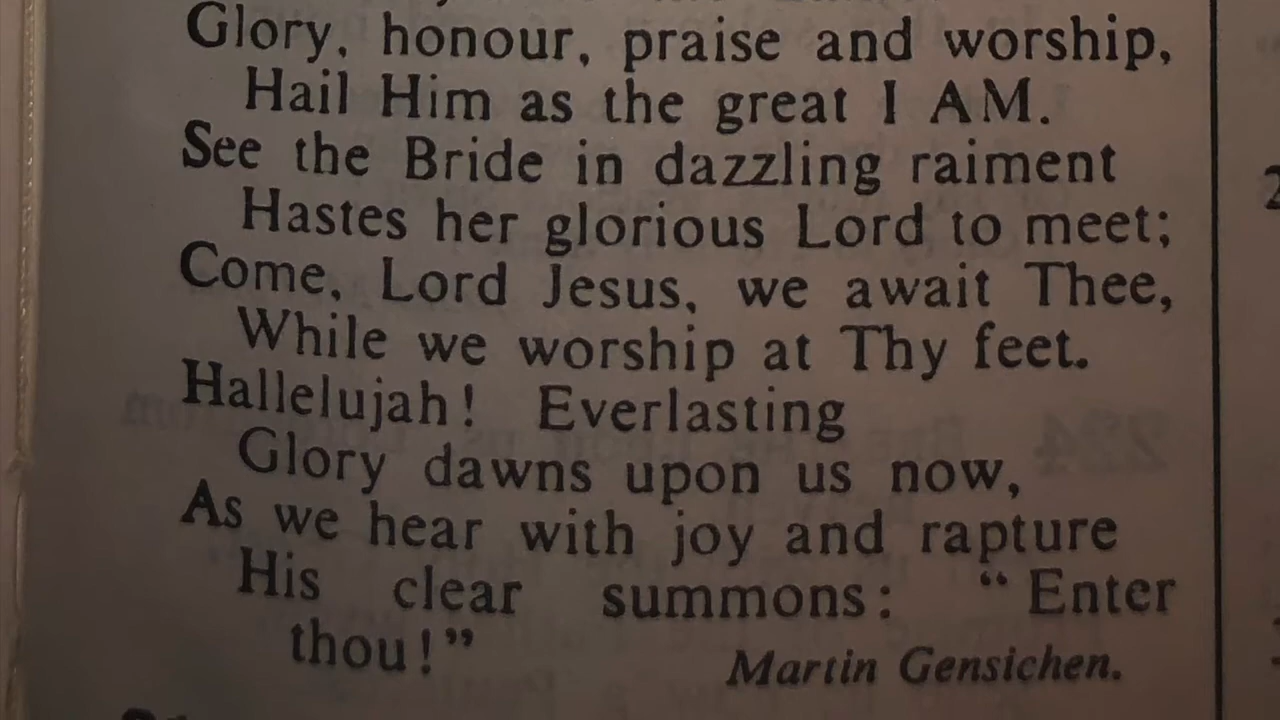 Glory, honour, praise and worship,
Hail Him as the great I AM.
See the Bride in dazzling raiment
Hastes her glorious Lord to meet;
Come, Lord Jesus, we await Thee,
While we worship at Thy feet.
Hallelujah! Everlasting
Glory dawns upon us now,
As we hear with joy and rapture
His clear summons: “Enter
thou!”
Martin Gensichen.